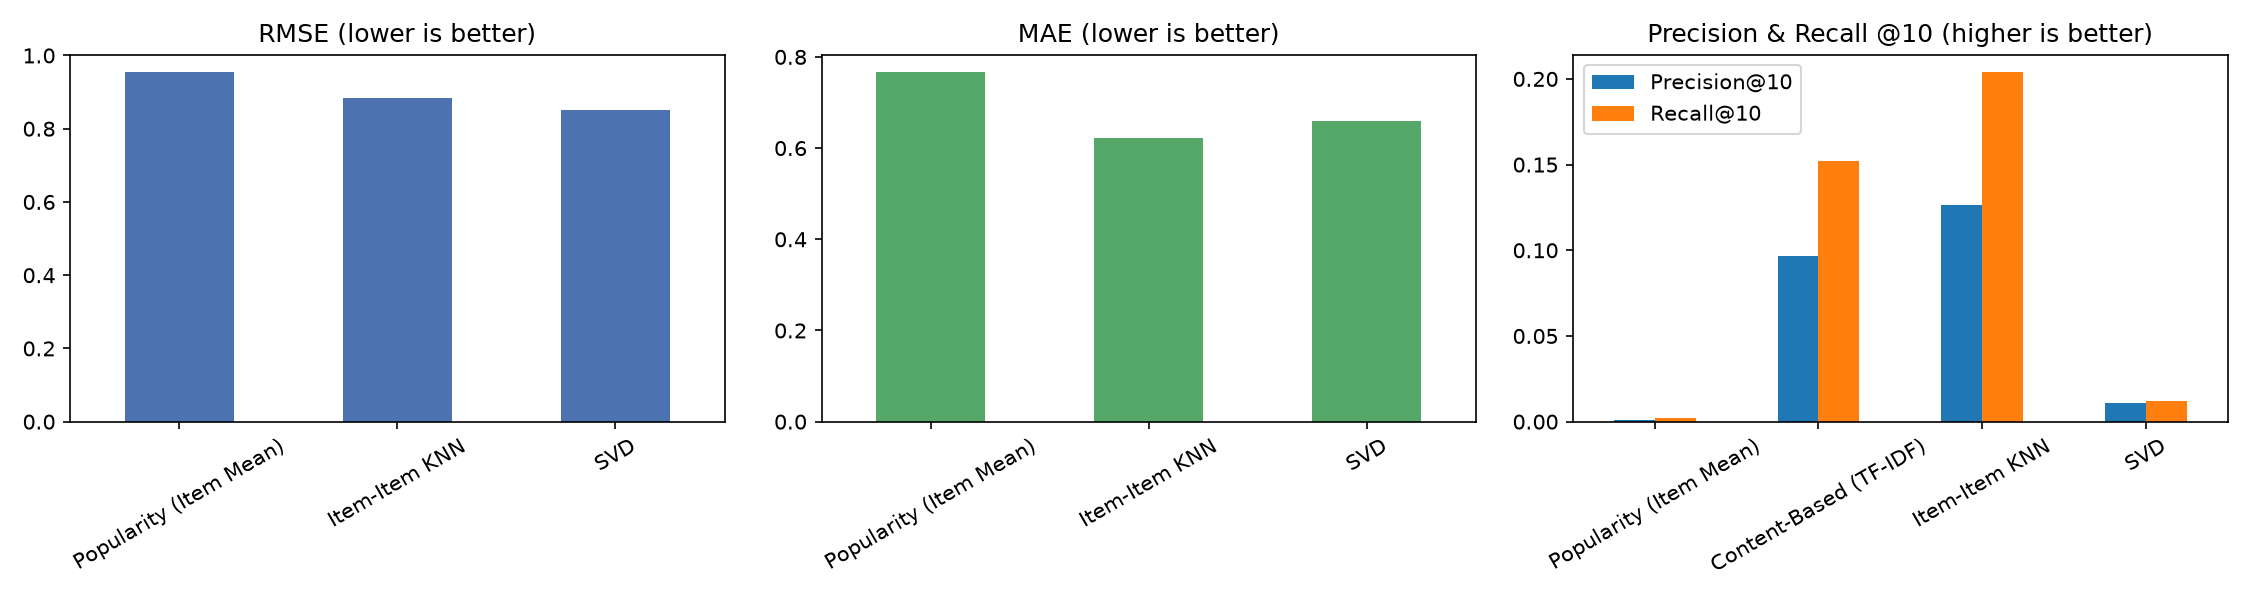 RMSE (lower is better)
1.0
0.8
0.6
0.4
0.2
0.0
Popularity (Item Mean)
Item-Item KNN
SVD
MAE (lower is better)
0.8
0.6
0.4
0.2
0.0
Popularity (Item Mean)
Item-Item KNN
SVD
Precision & Recall @10 (higher is better)
Precision@10
Recall@10
0.20
0.15
0.10
0.05
0.00
Popularity (Item Mean)
Content-Based (TF-IDF)
Item-Item KNN
SVD